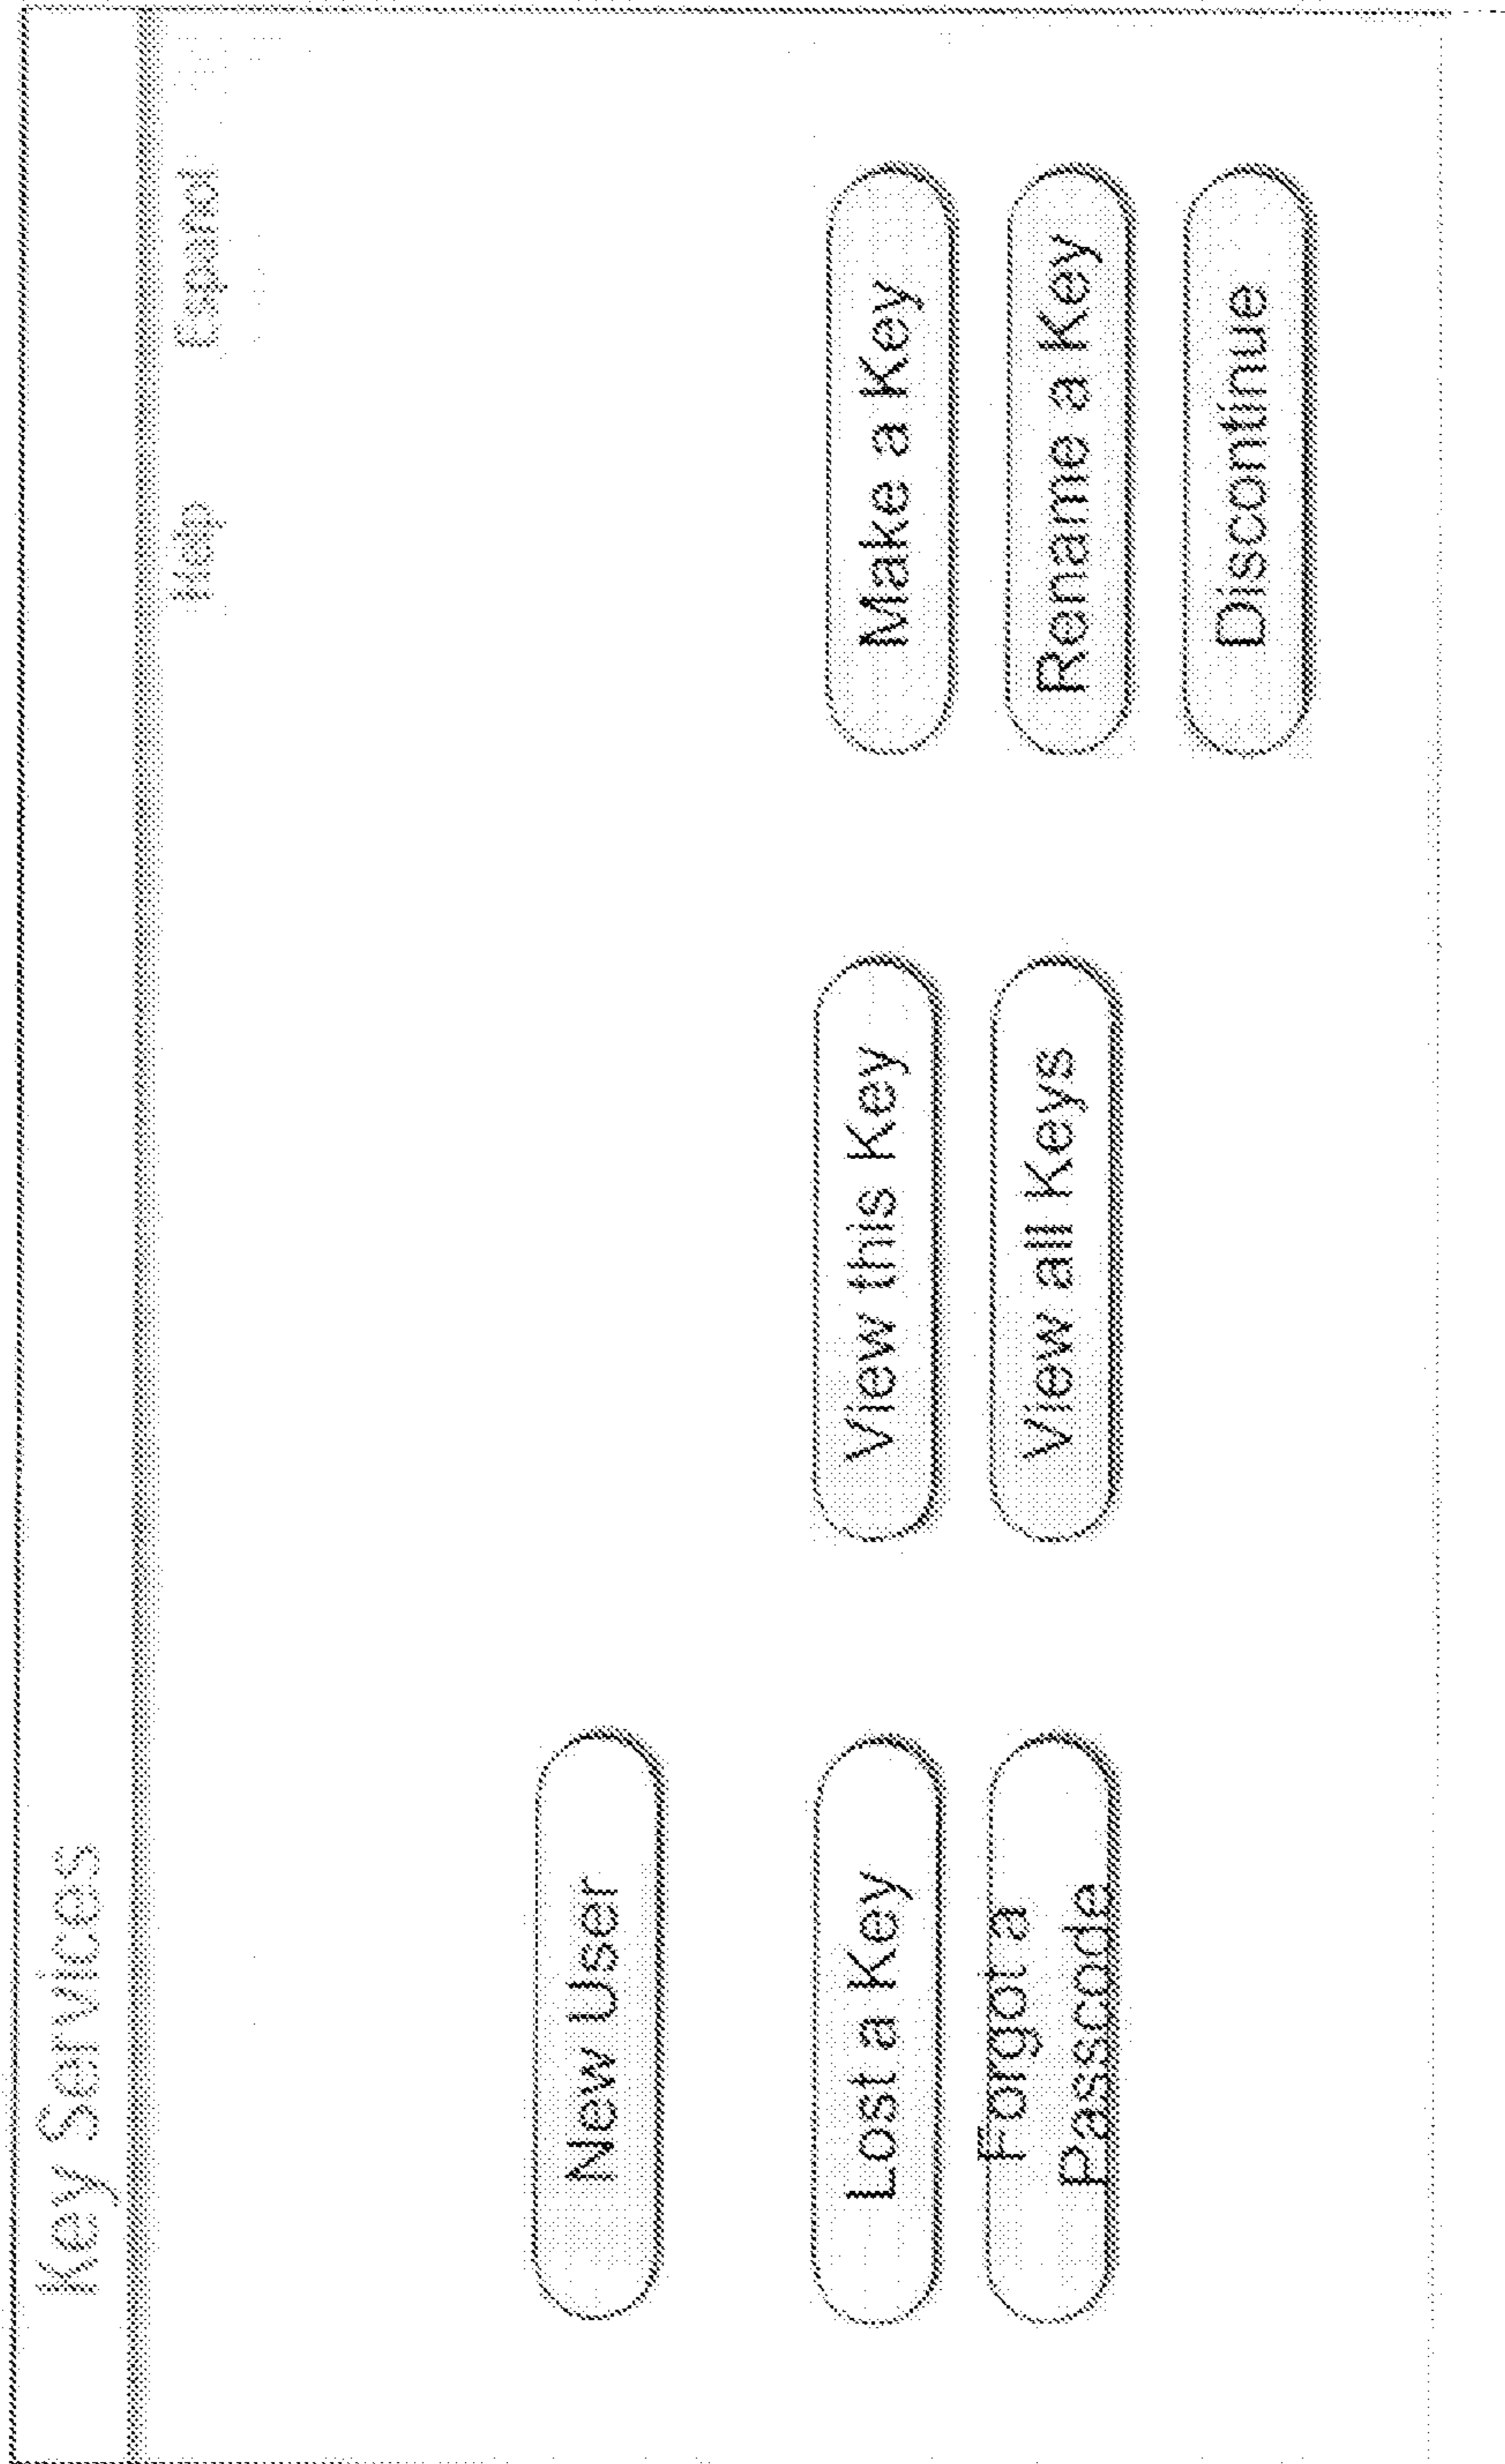 Key Services
Help
Espanol
New User
Lost a Key
View this Key
Make a Key
Forgot a
Passcode
View all Keys
Rename a Key
Discontinue